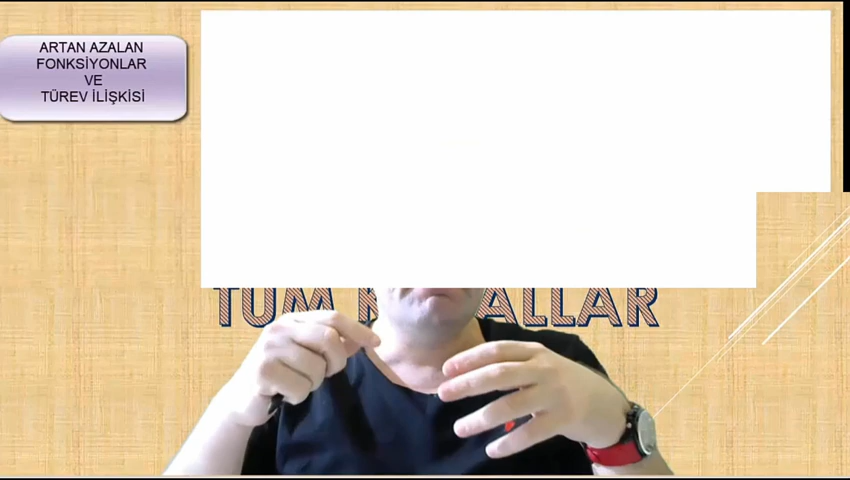 ARTAN AZALAN
FONKSİYONLAR
VE
TÜREV İLİŞKİSİ
TÜM